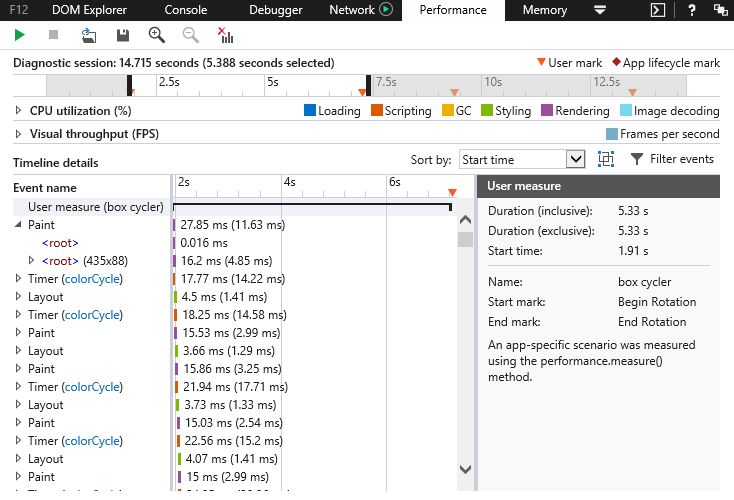 F12 DOM Explorer Console Debugger Network Performance Memory ?
Diagnostic session: 14.715 seconds (5.388 seconds selected) User mark App lifecycle mark
2.5s 5s 7.5s 10s 12.5s
CPU utilization (%) Loading Scripting GC Styling Rendering Image decoding
Visual throughput (FPS) Frames per second
Timeline details Sort by: Start time Filter events
Event name 2s 4s 6s User measure
User measure (box cycler)
Paint 27.85 ms (11.63 ms)
<root> 0.016 ms
<root> (435x88) 16.2 ms (4.85 ms)
Timer (colorCycle) 17.77 ms (14.22 ms)
Layout 4.5 ms (1.41 ms)
Timer (colorCycle) 18.25 ms (14.58 ms)
Paint 15.53 ms (2.99 ms)
Layout 3.66 ms (1.29 ms)
Paint 15.86 ms (3.25 ms)
Timer (colorCycle) 21.94 ms (17.71 ms)
Layout 3.73 ms (1.33 ms)
Paint 15.03 ms (2.54 ms)
Timer (colorCycle) 22.56 ms (15.2 ms)
Layout 4.07 ms (1.41 ms)
Paint 15 ms (2.99 ms)
Duration (inclusive): 5.33 s
Duration (exclusive): 5.33 s
Start time: 1.91 s
Name: box cycler
Start mark: Begin Rotation
End mark: End Rotation
An app-specific scenario was measured
using the performance.measure()
method.